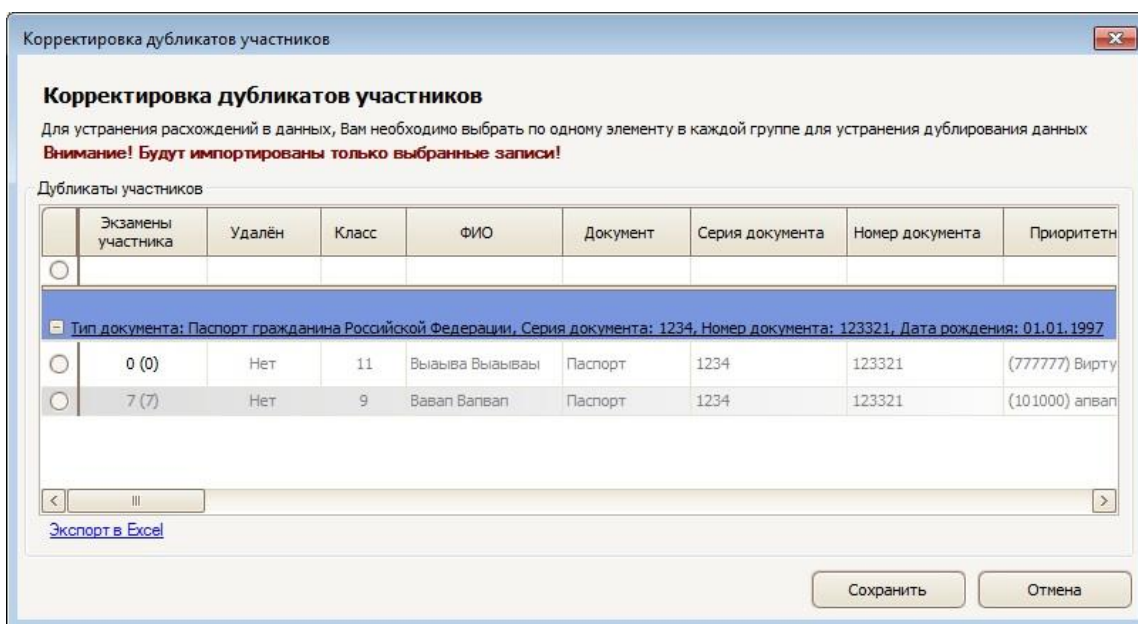 Корректировка дубликатов участников
Корректировка дубликатов участников
Для устранения расхождений в данных, Вам необходимо выбрать по одному элементу в каждой группе для устранения дублирования данных
Внимание! Будут импортированы только выбранные записи!
Дубликаты участников
Экзамены участника Удалён Класс ФИО Документ Серия документа Номер документа Приоритетн
Тип документа: Паспорт гражданина Российской Федерации, Серия документа: 1234, Номер документа: 123321, Дата рождения: 01.01.1997
0 (0) Нет 11 Выаыва Выаываы Паспорт 1234 123321 (777777) Вирту
7 (7) Нет 9 Вавап Вапвап Паспорт 1234 123321 (101000) апвап
Экспорт в Excel
Сохранить Отмена